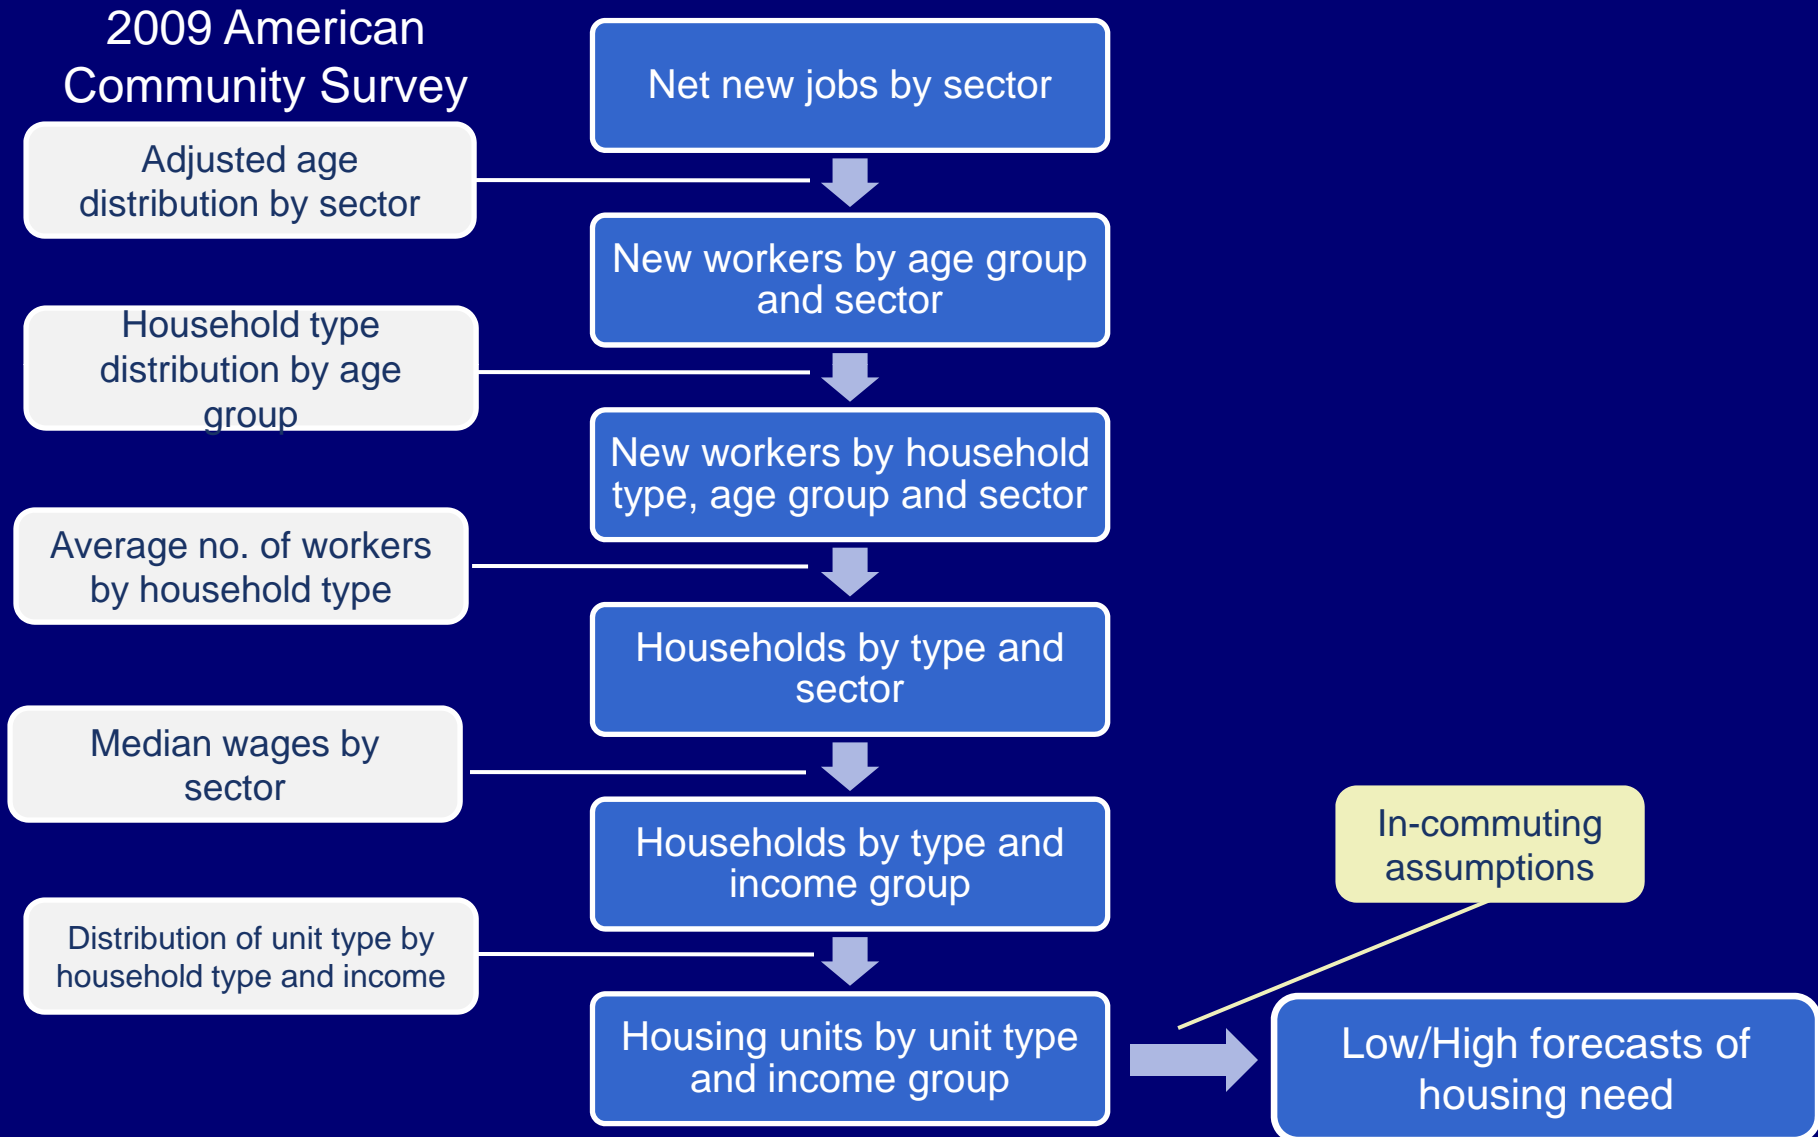 2009 American
Community Survey
Net new jobs by sector
Adjusted age
distribution by sector
New workers by age group
and sector
Household type
distribution by age
group
New workers by household
type, age group and sector
Average no. of workers
by household type
Households by type and
sector
Median wages by
sector
Households by type and
income group
In-commuting
assumptions
Distribution of unit type by
household type and income
Housing units by unit type
and income group
Low/High forecasts of
housing need